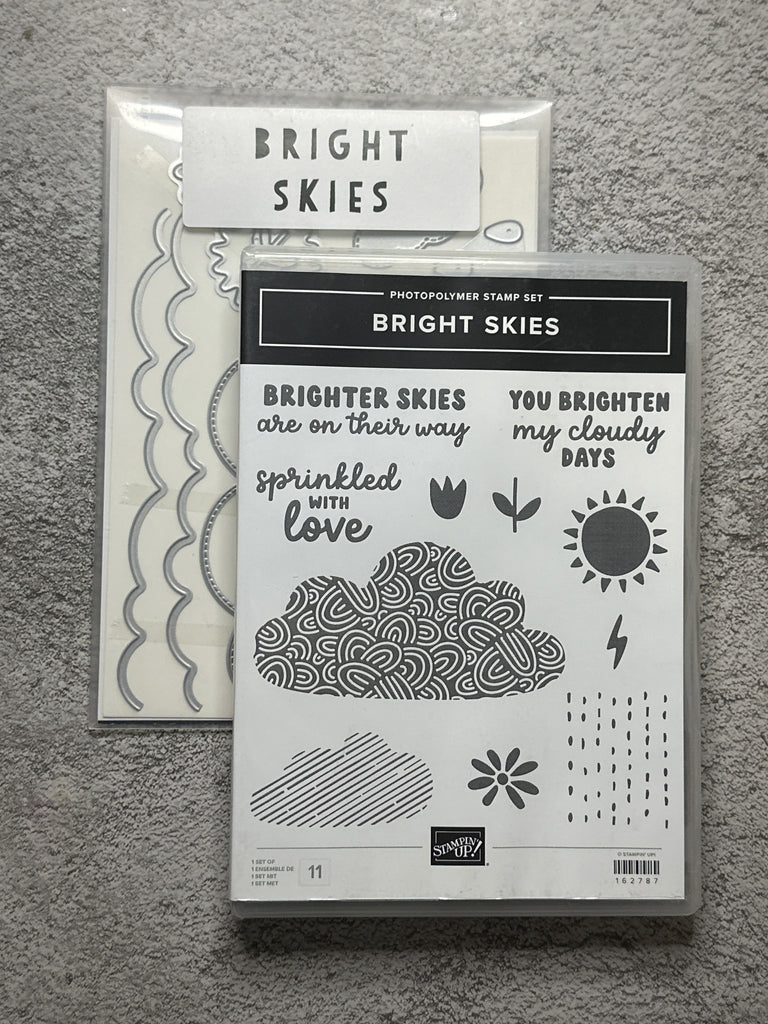 BRIGHT
SKIES
PHOTOPOLYMER STAMP SET
BRIGHT SKIES
BRIGHTER SKIES
are on their way
YOU BRIGHTEN
my cloudy
DAYS
sprinkled
WITH
love
STAMPIN'
UP!
®
1 SET OF
1 ENSEMBLE DE
1 SET MIT
1 SET MET
11
© STAMPIN' UP!
162787